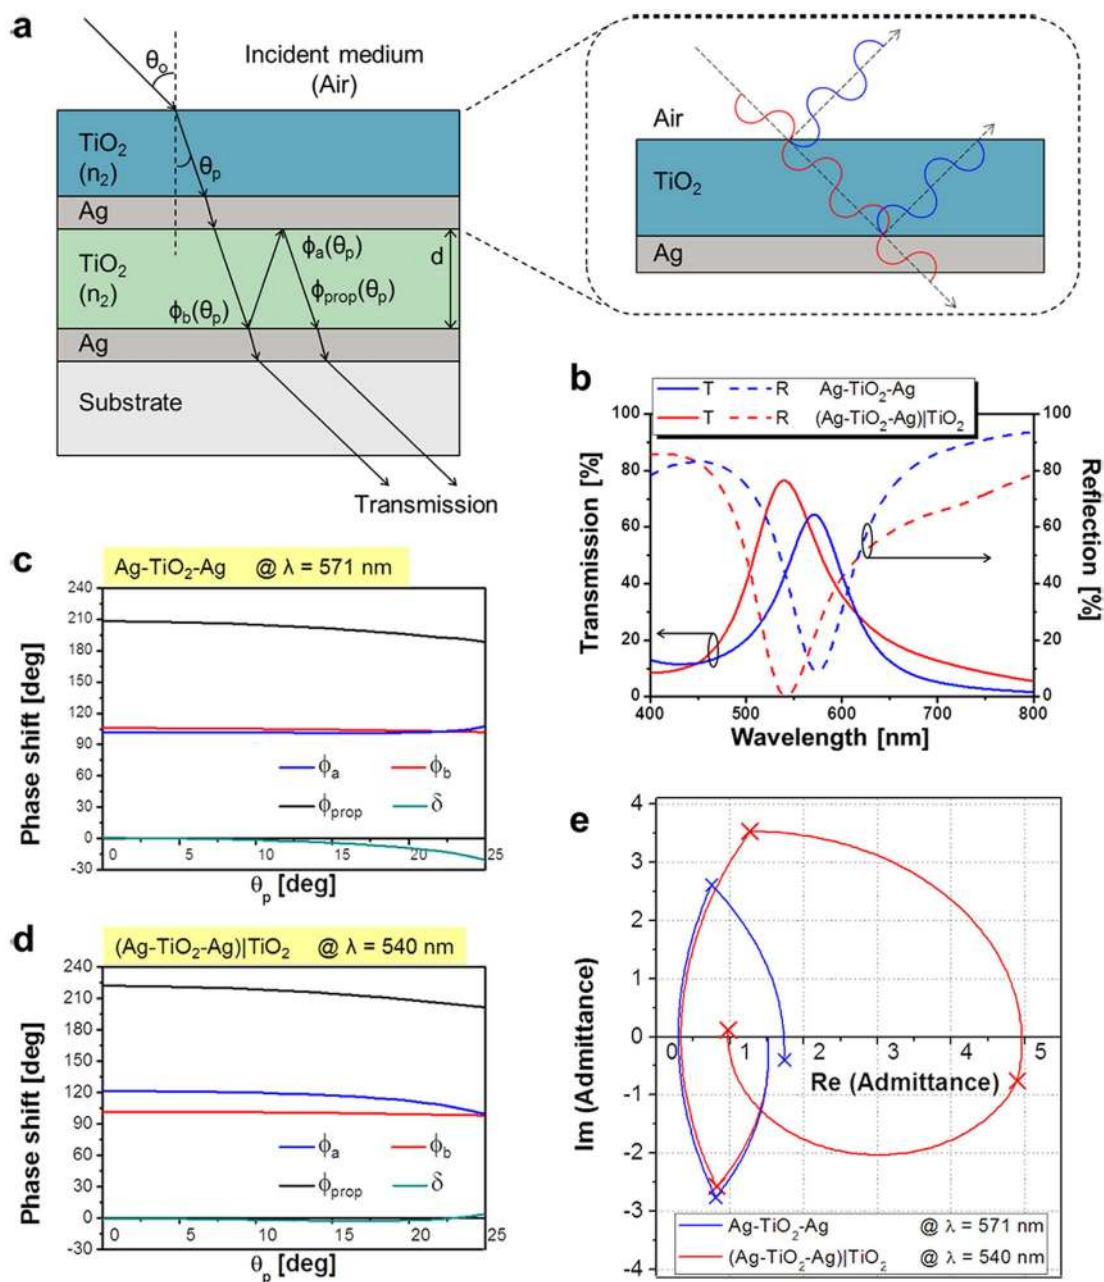 a
θo
Incident medium
(Air)
TiO2
(n2)
θp
Ag
TiO2
(n2)
ϕa(θp)
d
ϕb(θp)
ϕprop(θp)
Ag
Substrate
Transmission
Air
TiO2
Ag
b
T R Ag-TiO2-Ag
T R (Ag-TiO2-Ag)|TiO2
100
80
60
40
20
0
Transmission [%]
100
80
60
40
20
0
Reflection [%]
400 500 600 700 800
Wavelength [nm]
c
Ag-TiO2-Ag @ λ = 571 nm
240
210
180
150
120
90
60
30
0
-30
Phase shift [deg]
ϕa ϕb
ϕprop δ
0 5 10 15 20 25
θp [deg]
d
(Ag-TiO2-Ag)|TiO2 @ λ = 540 nm
240
210
180
150
120
90
60
30
0
-30
Phase shift [deg]
ϕa ϕb
ϕprop δ
0 5 10 15 20 25
θp [deg]
e
4
3
2
1
0
-1
-2
-3
-4
Im (Admittance)
0 1 2 3 4 5
Re (Admittance)
Ag-TiO2-Ag @ λ = 571 nm
(Ag-TiO2-Ag)|TiO2 @ λ = 540 nm